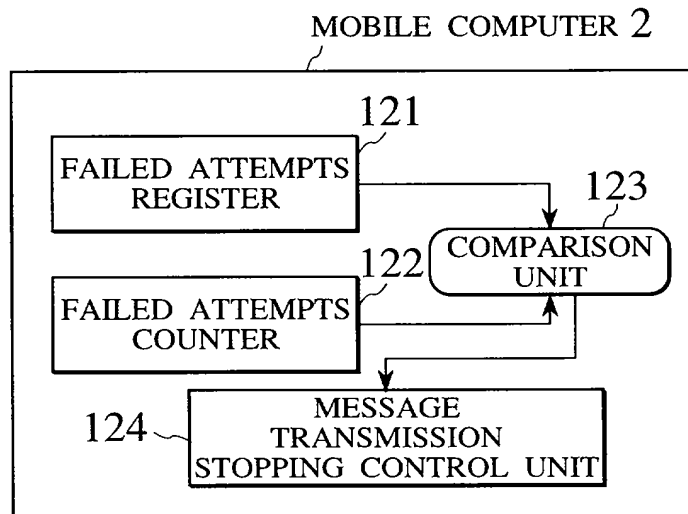 MOBILE COMPUTER 2
121
FAILED ATTEMPTS
REGISTER
123
COMPARISON
UNIT
122
FAILED ATTEMPTS
COUNTER
124
MESSAGE
TRANSMISSION
STOPPING CONTROL UNIT